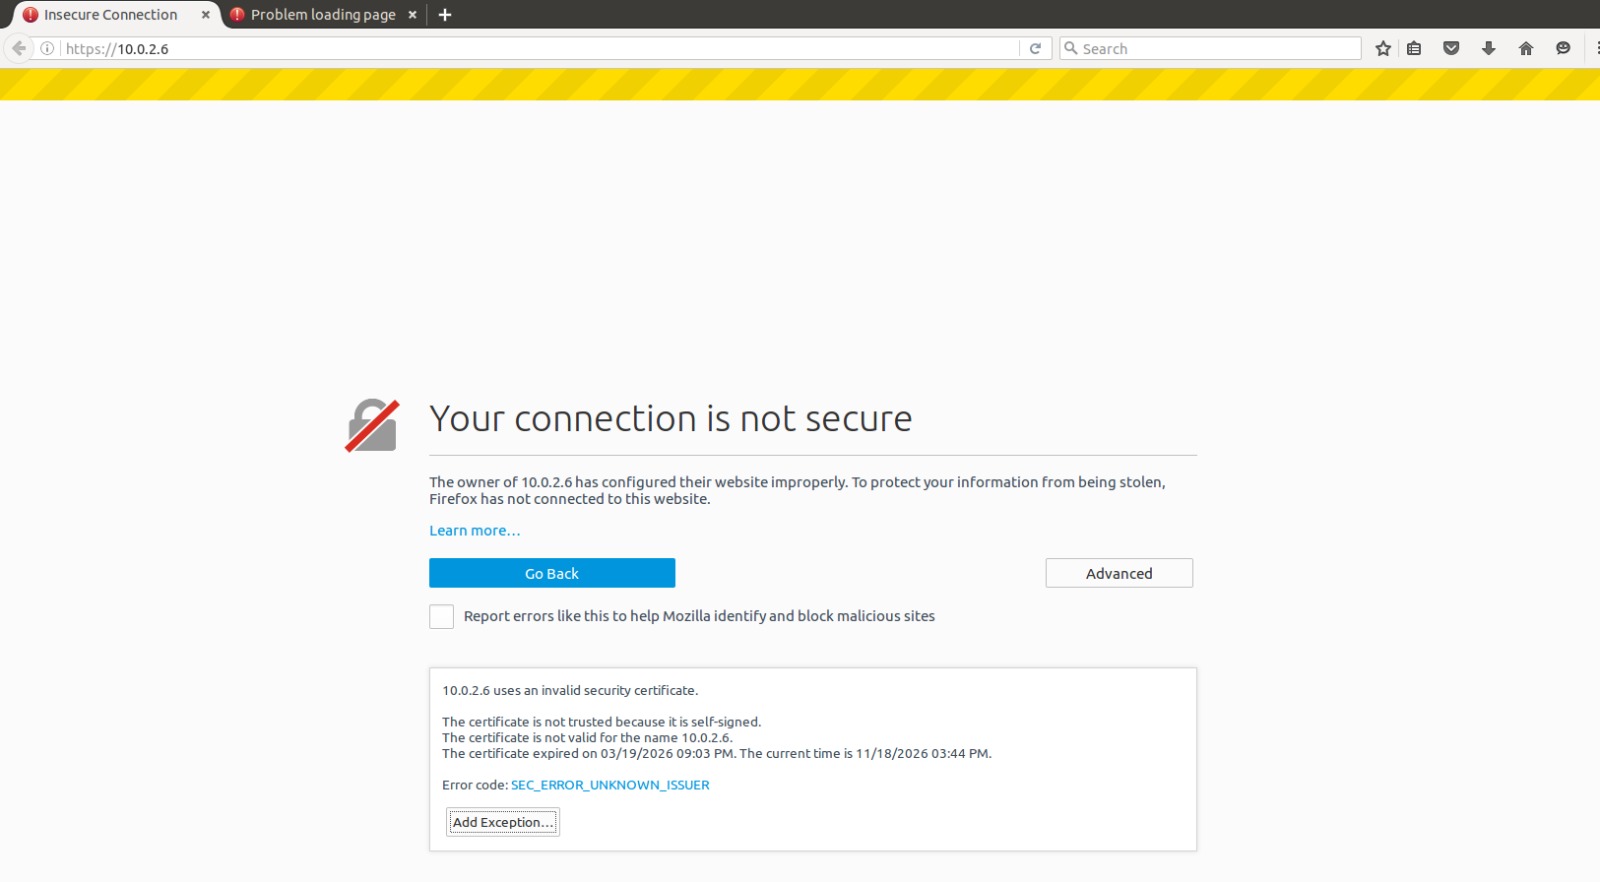 Insecure Connection
Problem loading page
https://10.0.2.6
Search
Your connection is not secure
The owner of 10.0.2.6 has configured their website improperly. To protect your information from being stolen,
Firefox has not connected to this website.
Learn more…
Go Back
Advanced
Report errors like this to help Mozilla identify and block malicious sites
10.0.2.6 uses an invalid security certificate.
The certificate is not trusted because it is self-signed.
The certificate is not valid for the name 10.0.2.6.
The certificate expired on 03/19/2026 09:03 PM. The current time is 11/18/2026 03:44 PM.
Error code: SEC_ERROR_UNKNOWN_ISSUER
Add Exception…